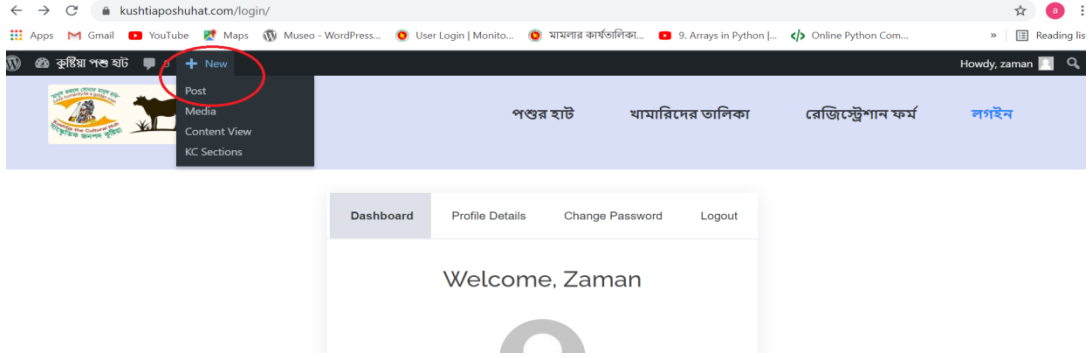 kushtiaposhuhat.com/login/
a
Apps Gmail YouTube Maps Museo - WordPress... User Login | Monito... মামলার কার্যতালিকা... 9. Arrays in Python |... Online Python Com... » Reading lis
কুষ্টিয়া পশু হাট 0 + New Howdy, zaman
Post
Media
Content View
KC Sections
পশুর হাট খামারিদের তালিকা রেজিস্ট্রেশান ফর্ম লগইন
Dashboard Profile Details Change Password Logout
Welcome, Zaman